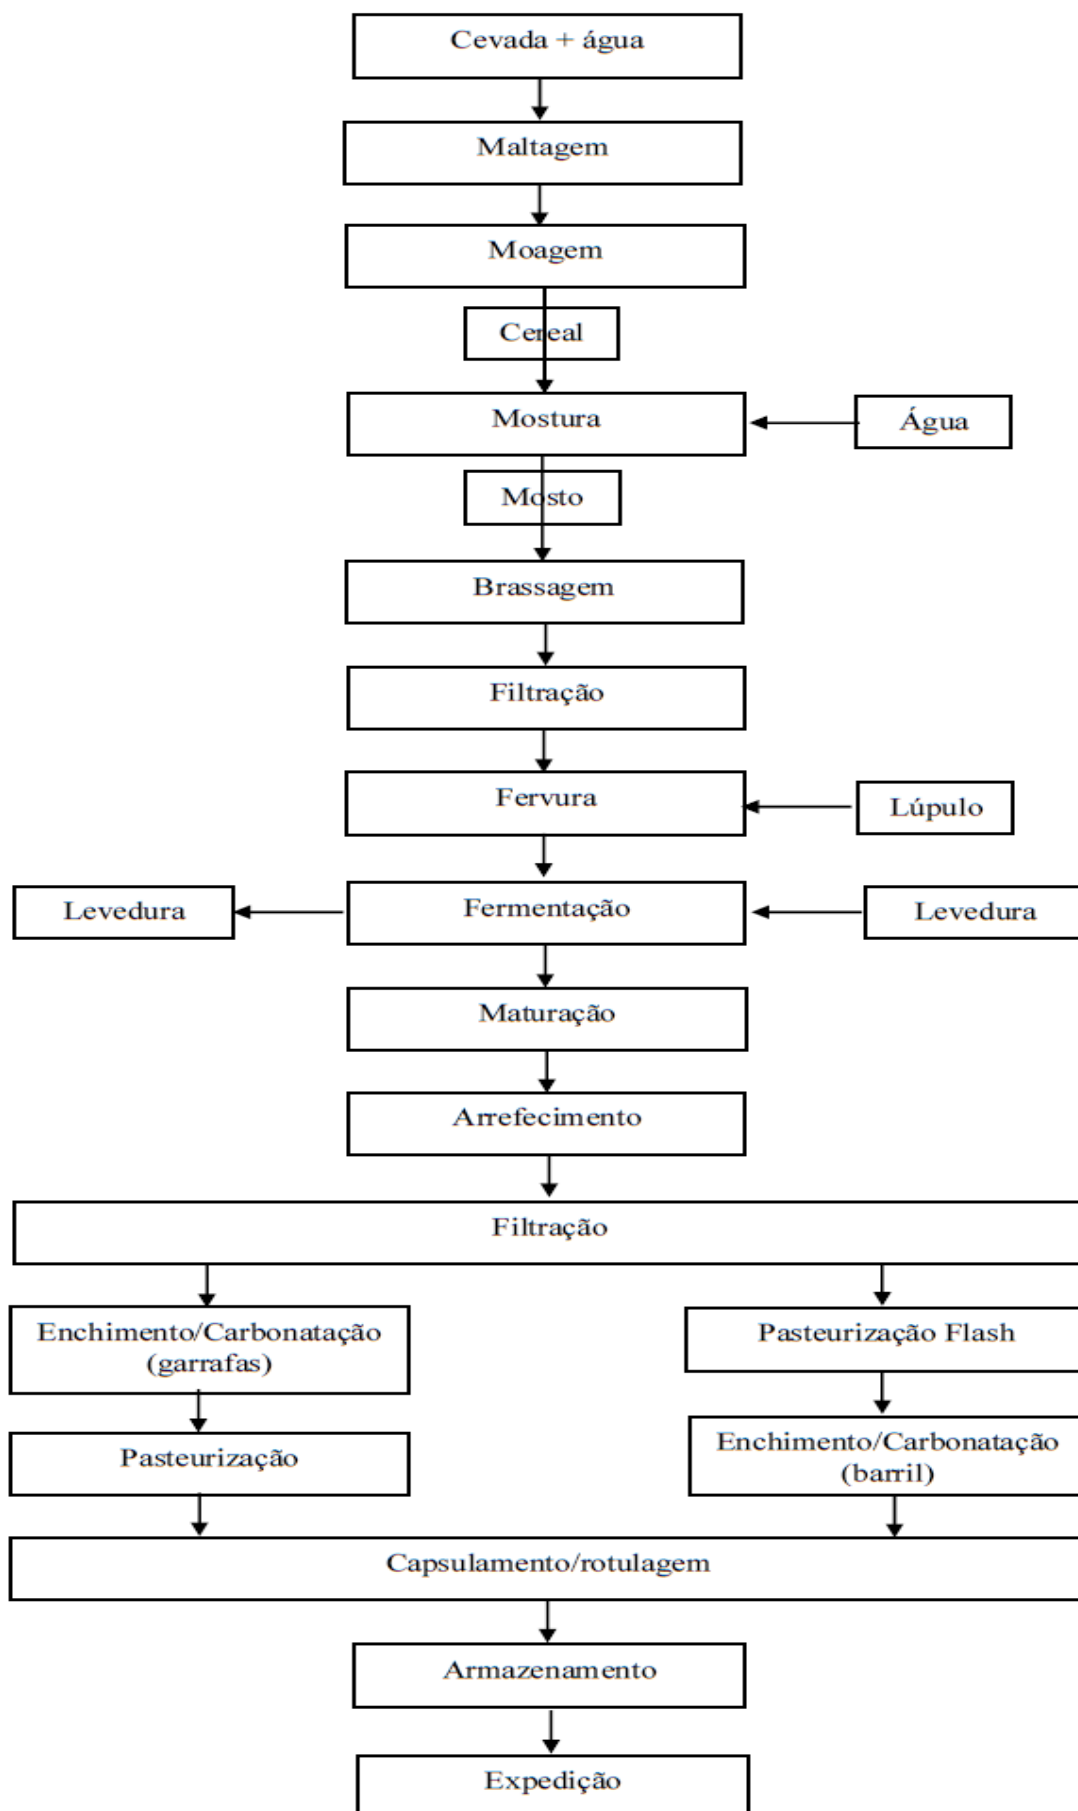 Cevada + água
Maltagem
Moagem
Cereal
Mostura
Água
Mosto
Brassagem
Filtração
Fervura
Lúpulo
Levedura
Fermentação
Levedura
Maturação
Arrefecimento
Filtração
Enchimento/Carbonatação
(garrafas)
Pasteurização Flash
Pasteurização
Enchimento/Carbonatação
(barril)
Capsulamento/rotulagem
Armazenamento
Expedição